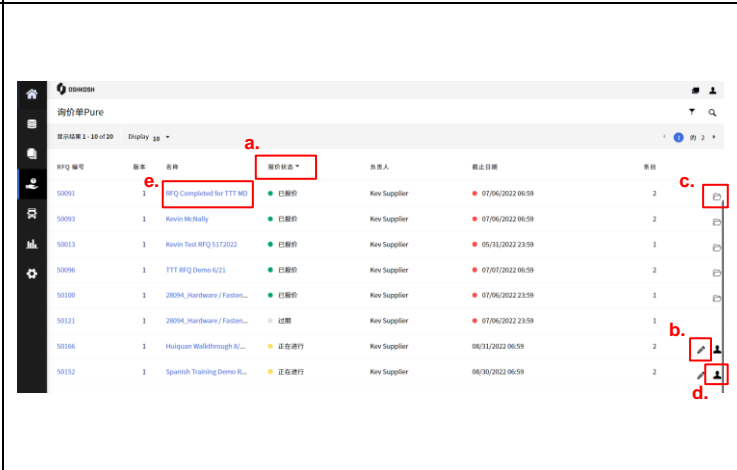 OSHKOSH
询价单Pure
显示结果 1 - 10 of 20 Display 10 1 的 2
a.
RFQ 编号 版本 名称 报价状态 负责人 截止日期 条目
e. c.
50091 1 RFQ Completed for TTT MD 已报价 Kev Supplier 07/06/2022 06:59 2
50093 1 Kevin McNally 已报价 Kev Supplier 07/06/2022 06:59 2
50013 1 Kevin Test RFQ 5172022 已报价 Kev Supplier 05/31/2022 23:59 1
50096 1 TTT RFQ Demo 6/21 已报价 Kev Supplier 07/07/2022 06:59 2
50100 1 28094_Hardware / Fasten... 已报价 Kev Supplier 07/06/2022 23:59 1
50121 1 28094_Hardware / Fasten... 过期 Kev Supplier 07/06/2022 23:59 1
b.
50166 1 Huiquan Walkthrough 8/... 正在进行 Kev Supplier 08/31/2022 06:59 2
50152 1 Spanish Training Demo R... 正在进行 Kev Supplier 08/30/2022 06:59 2
d.